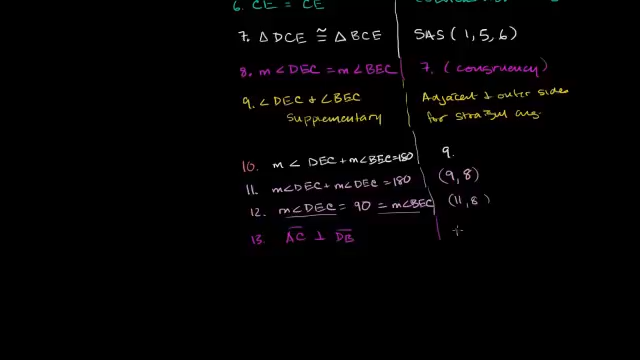 6. CE = CE
7. △ DCE ≅ △ BCE SAS (1, 5, 6)
8. m∠DEC = m∠BEC 7. (congruency)
9. ∠DEC + ∠BEC Adjacent + outer sides
Supplementary for straight ang.
10. m∠ DEC + m∠BEC = 180 9.
11. m∠DEC + m∠DEC = 180 (9, 8)
12. m∠DEC = 90 = m∠BEC (11, 8)
13. AC ⊥ DB